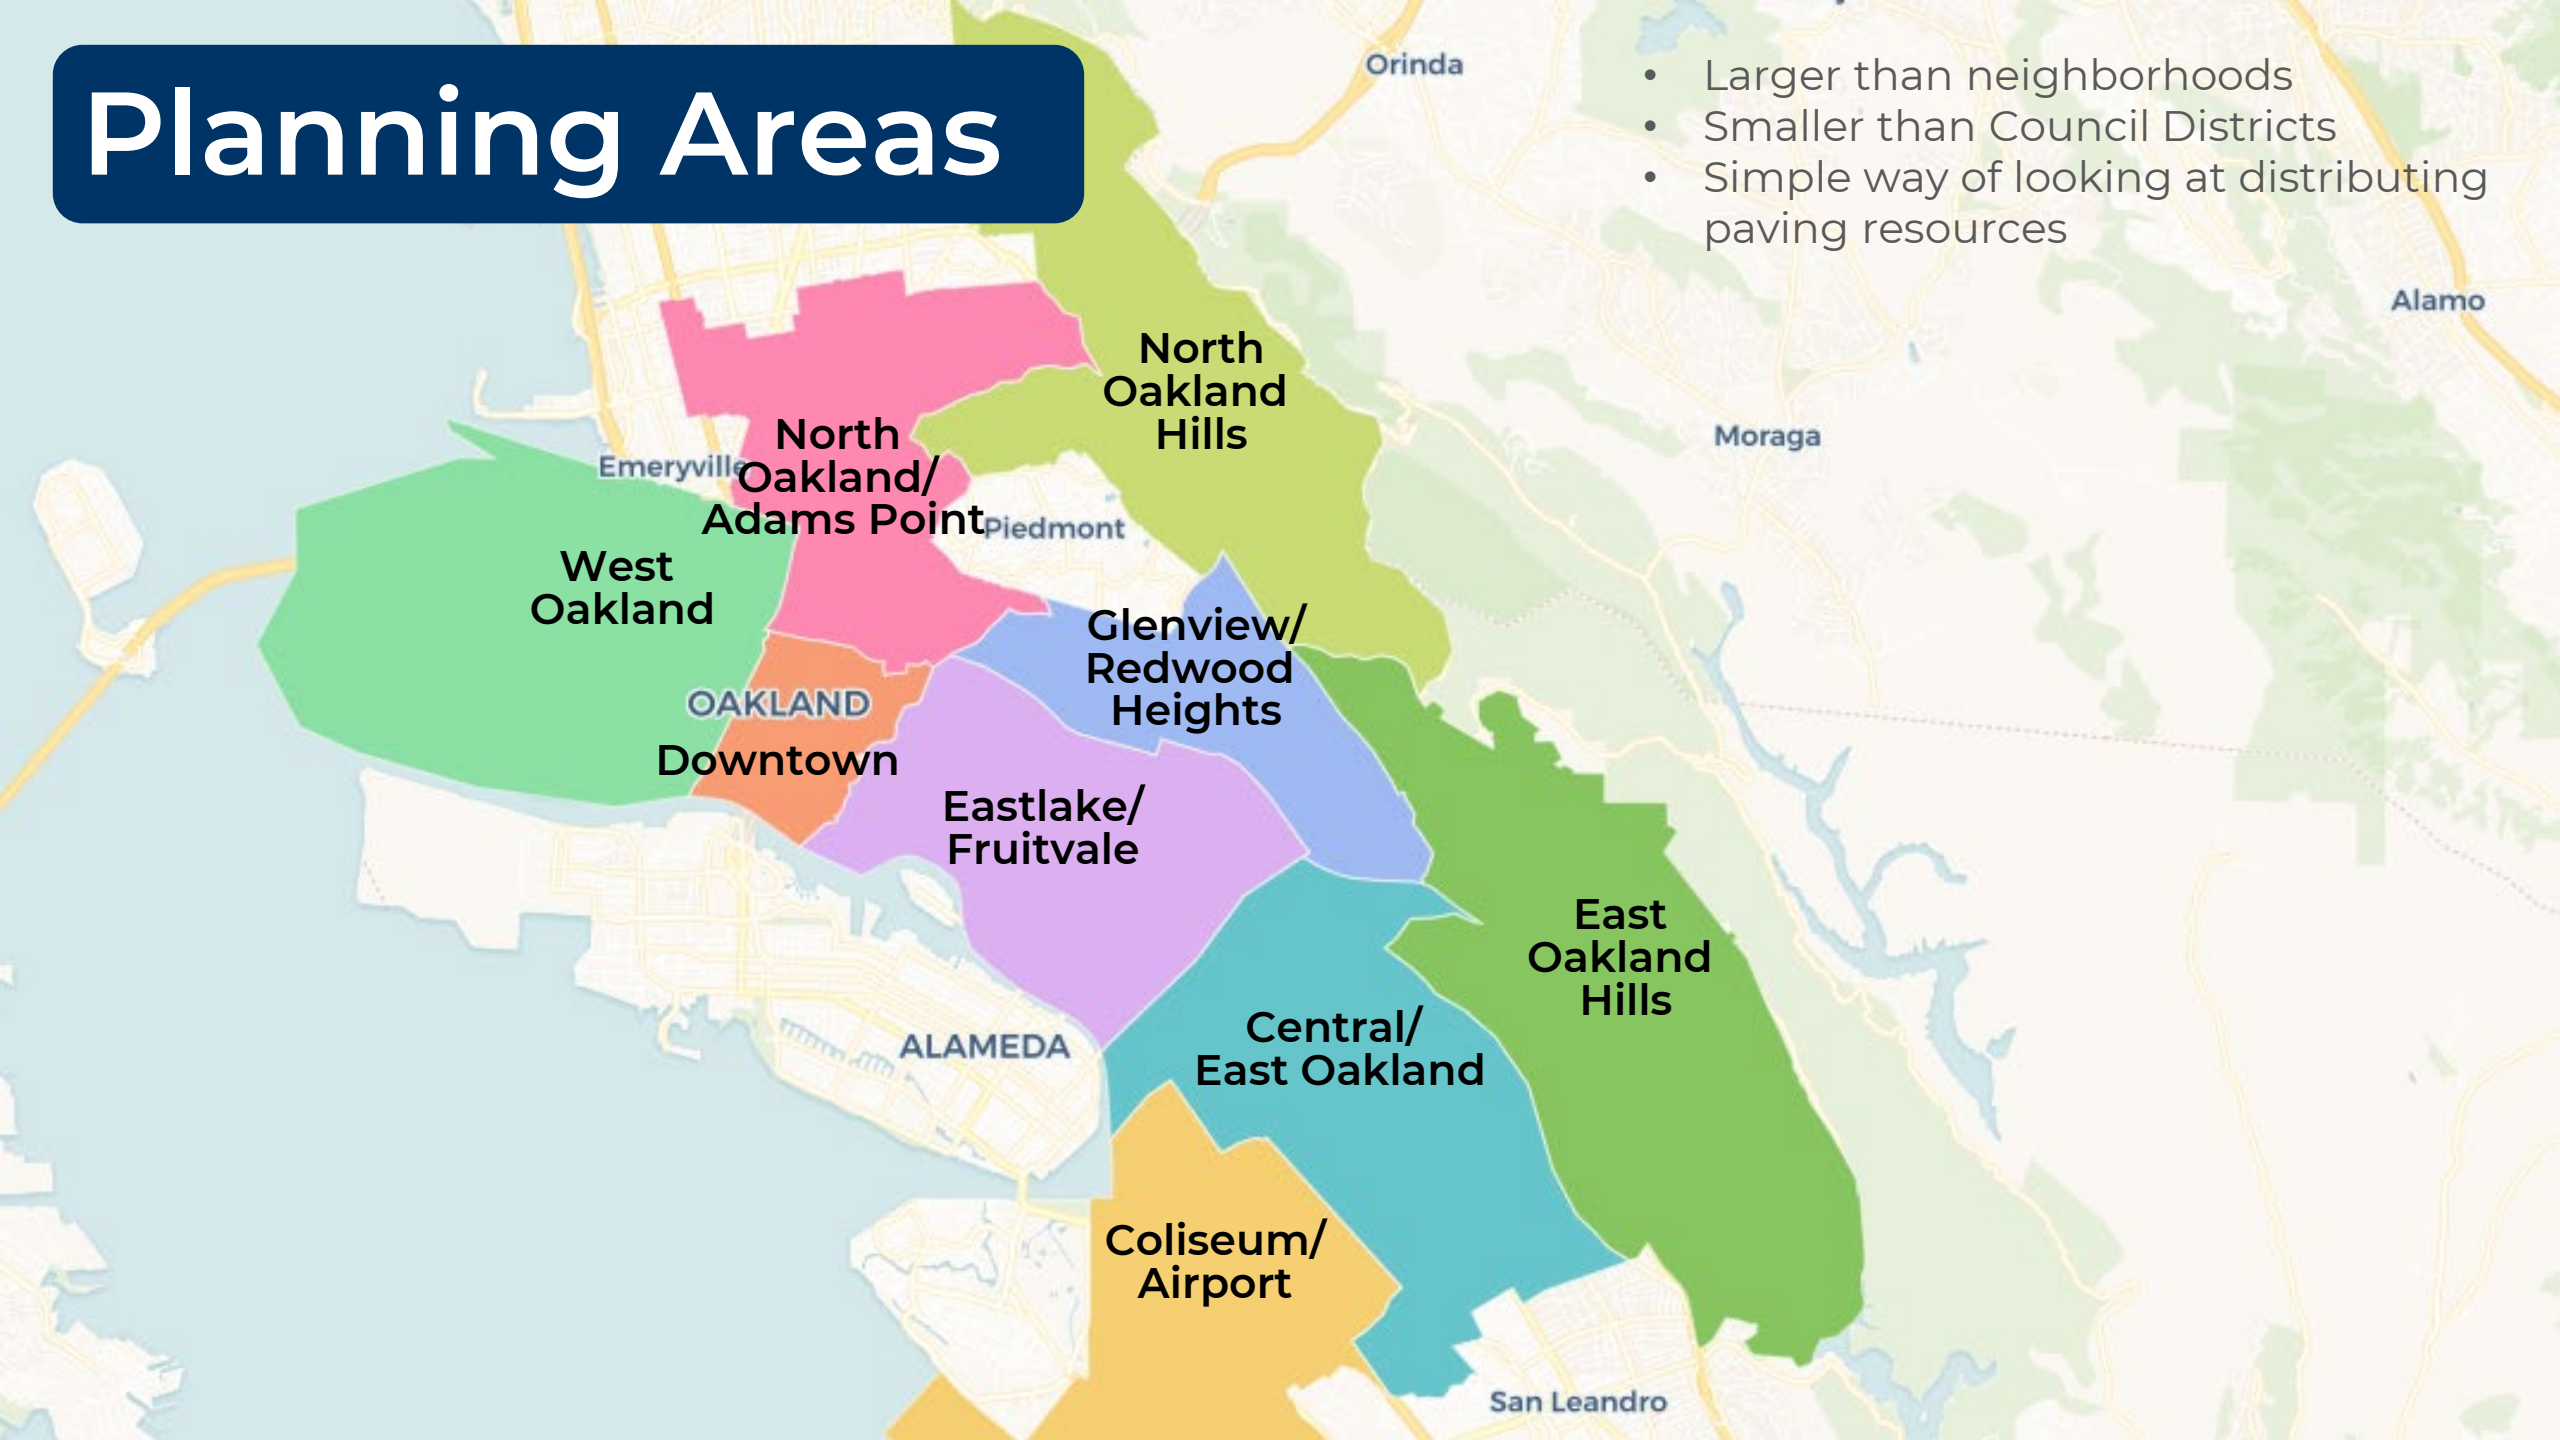 Planning Areas
• Larger than neighborhoods
• Smaller than Council Districts
• Simple way of looking at distributing
paving resources
Orinda
Alamo
Moraga
North
Oakland
Hills
North
Oakland/
Adams Point
Emeryville
Piedmont
West
Oakland
Glenview/
Redwood
Heights
OAKLAND
Downtown
Eastlake/
Fruitvale
East
Oakland
Hills
Central/
East Oakland
ALAMEDA
Coliseum/
Airport
San Leandro